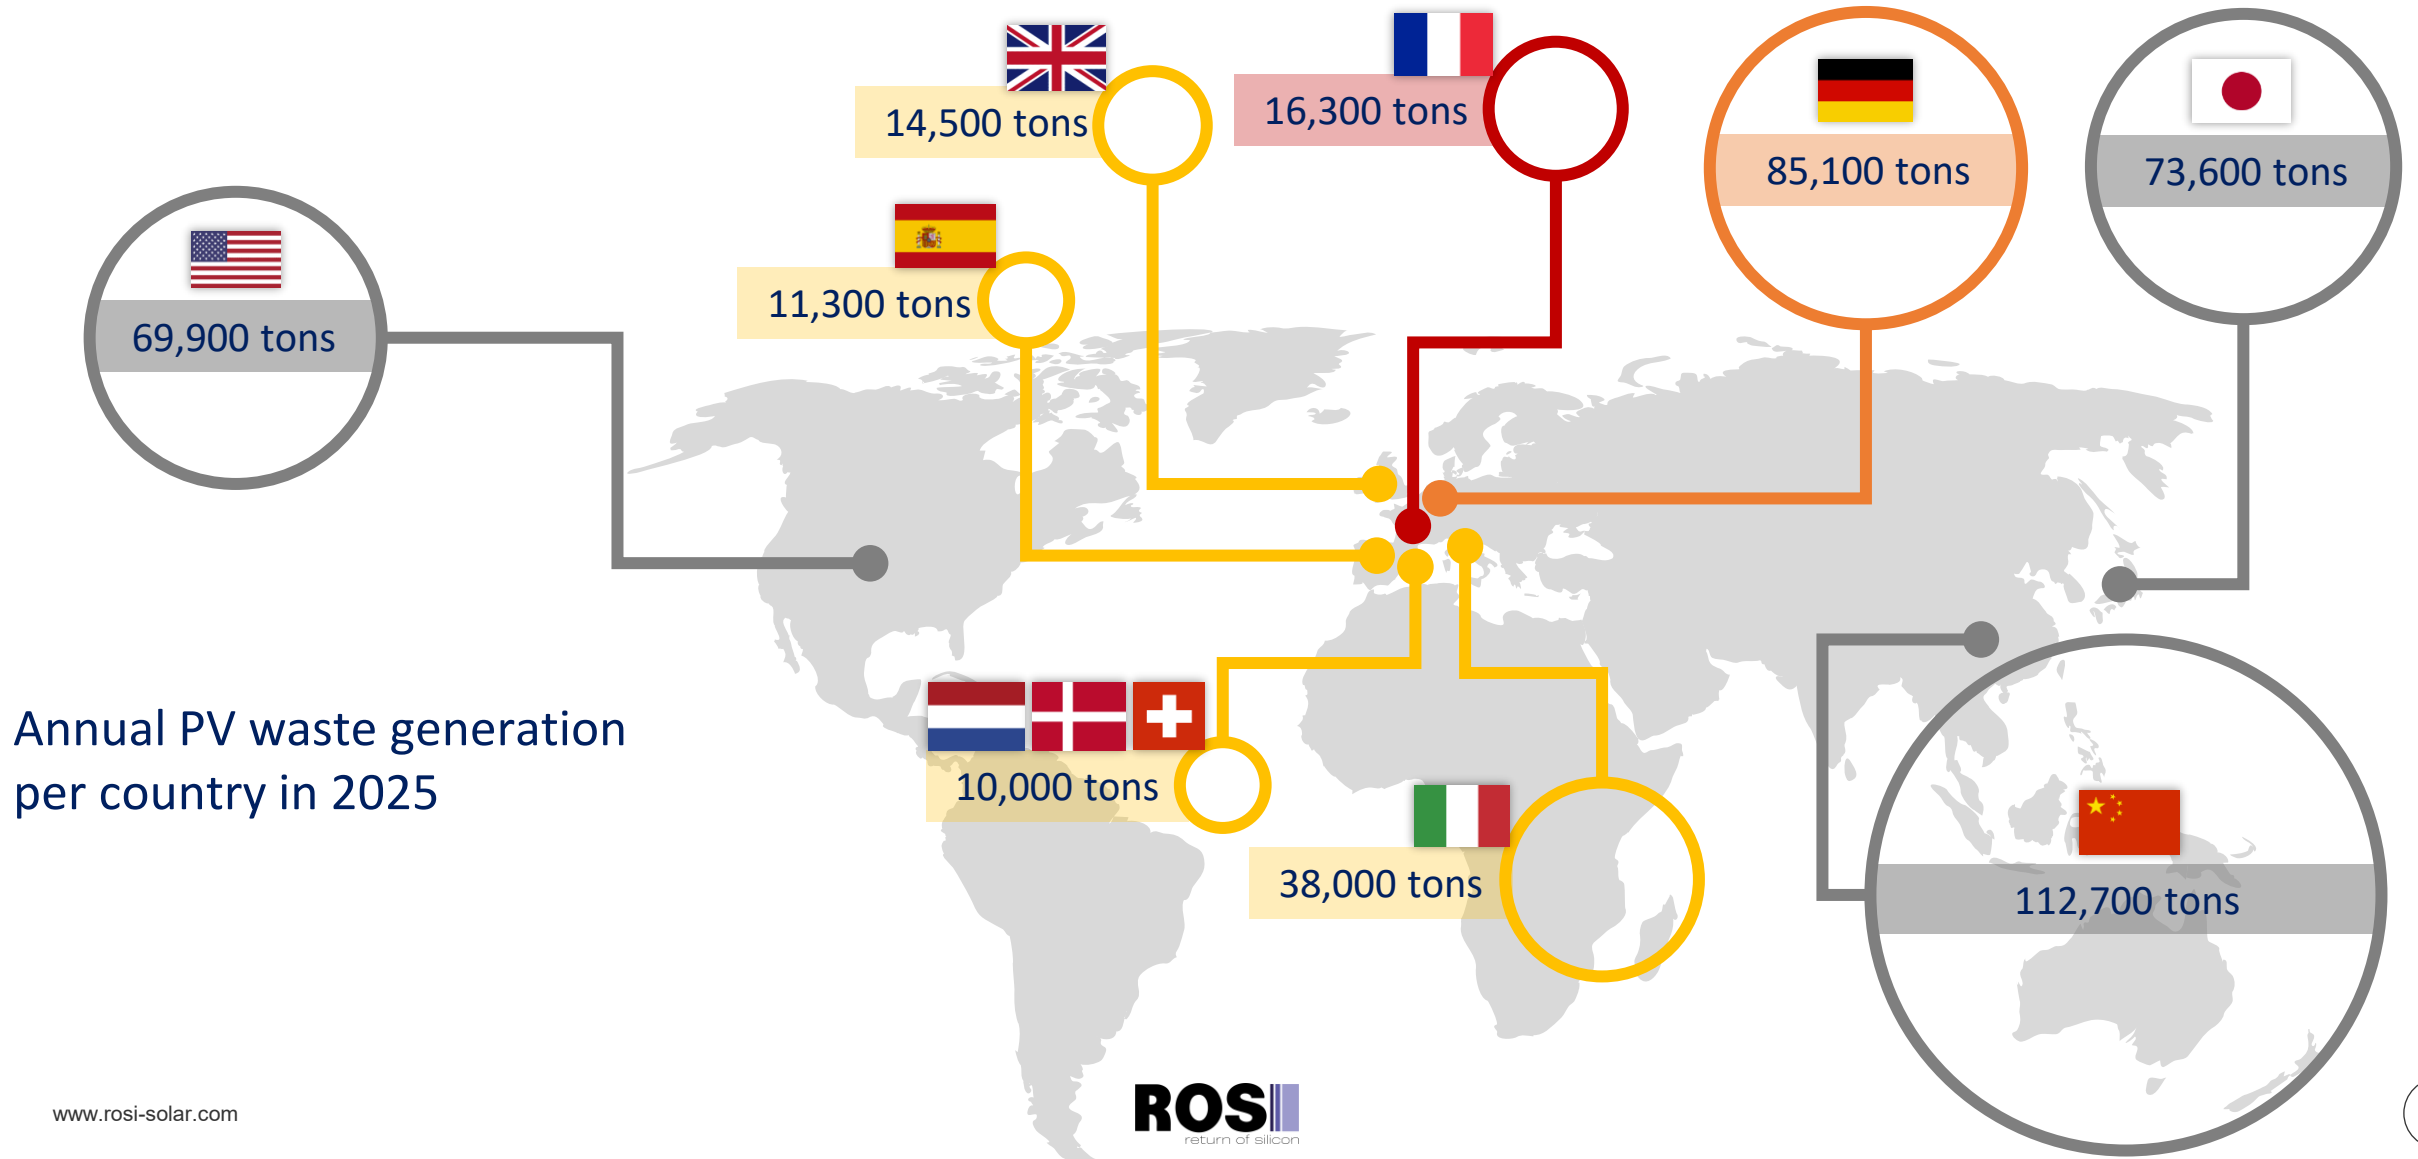 14,500 tons
16,300 tons
85,100 tons
73,600 tons
11,300 tons
69,900 tons
Annual PV waste generation
per country in 2025
10,000 tons
38,000 tons
112,700 tons
www.rosi-solar.com
ROSI
return of silicon